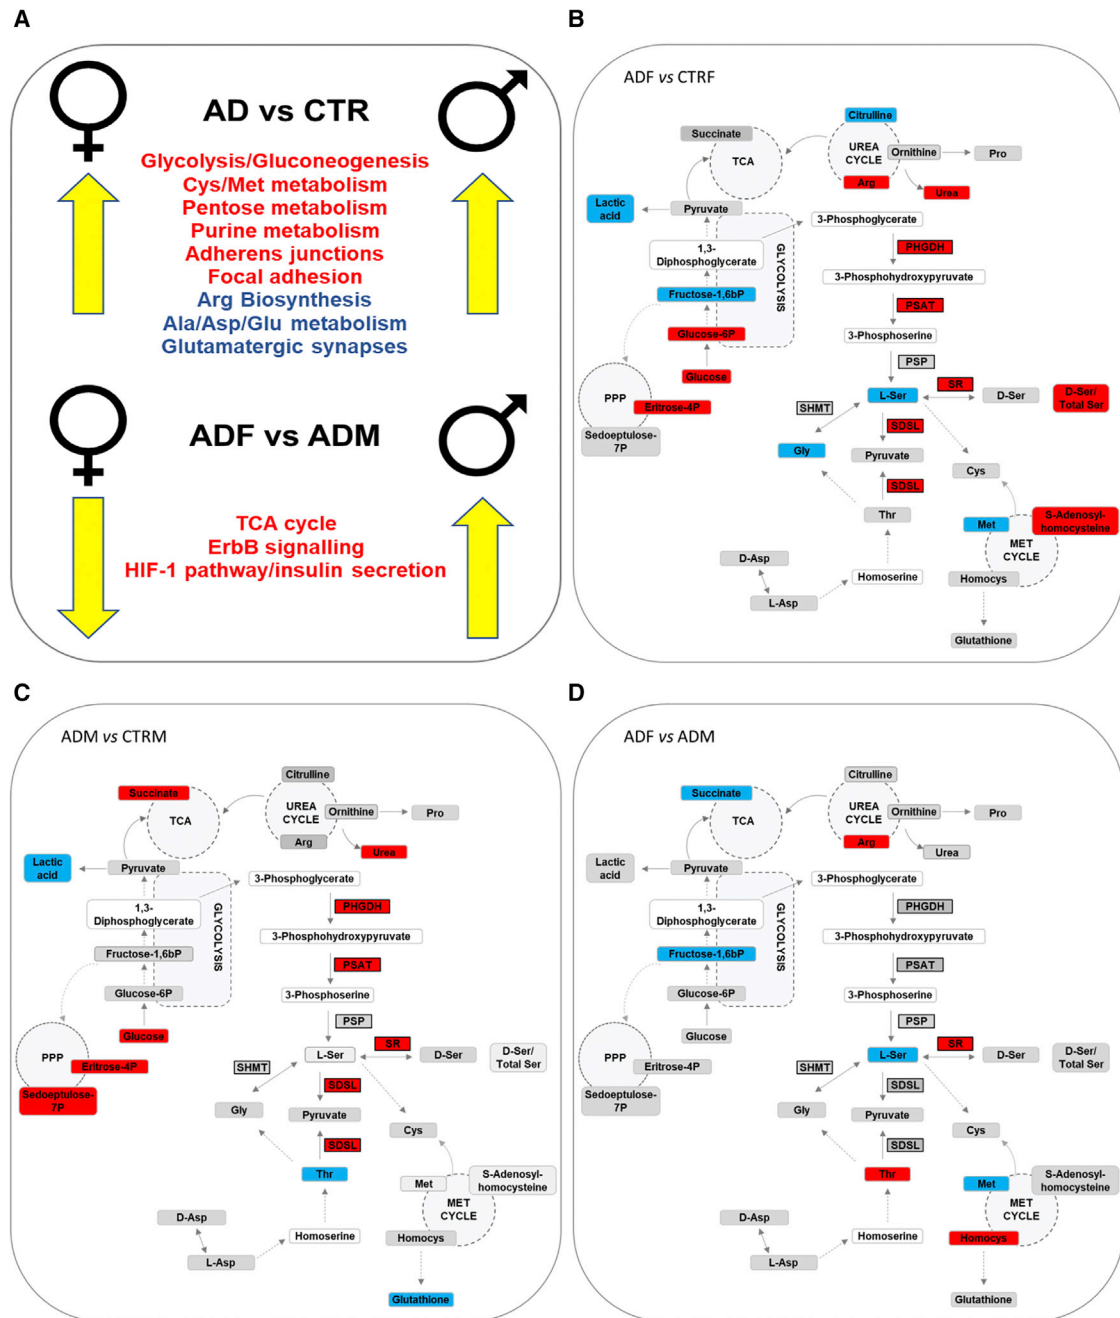 A
AD vs CTR
Glycolysis/Gluconeogenesis
Cys/Met metabolism
Pentose metabolism
Purine metabolism
Adherens junctions
Focal adhesion
Arg Biosynthesis
Ala/Asp/Glu metabolism
Glutamatergic synapses
ADF vs ADM
TCA cycle
ErbB signalling
HIF-1 pathway/insulin secretion
B
ADF vs CTRF
Citrulline
Succinate
TCA
UREA
CYCLE
Ornithine
Pro
Arg
Urea
Lactic
acid
Pyruvate
3-Phosphoglycerate
1,3-
Diphosphoglycerate
GLYCOLYSIS
PHGDH
3-Phosphohydroxypyruvate
Fructose-1,6bP
PSAT
Glucose-6P
3-Phosphoserine
PSP
Glucose
SR
PPP
L-Ser
D-Ser
D-Ser/
Total Ser
Eritrose-4P
SHMT
SDSL
Sedoeptulose-
7P
Gly
Pyruvate
Cys
SDSL
Thr
Met
S-Adenosyl-
homocysteine
MET
CYCLE
D-Asp
Homoserine
Homocys
L-Asp
Glutathione
C
ADM vs CTRM
Citrulline
Succinate
TCA
UREA
CYCLE
Ornithine
Pro
Arg
Urea
Lactic
acid
Pyruvate
3-Phosphoglycerate
1,3-
Diphosphoglycerate
GLYCOLYSIS
PHGDH
3-Phosphohydroxypyruvate
Fructose-1,6bP
PSAT
Glucose-6P
3-Phosphoserine
PSP
Glucose
SR
PPP
L-Ser
D-Ser
D-Ser/
Total Ser
Eritrose-4P
SHMT
SDSL
Sedoeptulose-
7P
Gly
Pyruvate
Cys
SDSL
Thr
Met
S-Adenosyl-
homocysteine
MET
CYCLE
D-Asp
Homoserine
Homocys
L-Asp
Glutathione
D
ADF vs ADM
Citrulline
Succinate
TCA
UREA
CYCLE
Ornithine
Pro
Arg
Urea
Lactic
acid
Pyruvate
3-Phosphoglycerate
1,3-
Diphosphoglycerate
GLYCOLYSIS
PHGDH
3-Phosphohydroxypyruvate
Fructose-1,6bP
PSAT
Glucose-6P
3-Phosphoserine
PSP
Glucose
SR
PPP
L-Ser
D-Ser
D-Ser/
Total Ser
Eritrose-4P
SHMT
SDSL
Sedoeptulose-
7P
Gly
Pyruvate
Cys
SDSL
Thr
Met
S-Adenosyl-
homocysteine
MET
CYCLE
D-Asp
Homoserine
Homocys
L-Asp
Glutathione